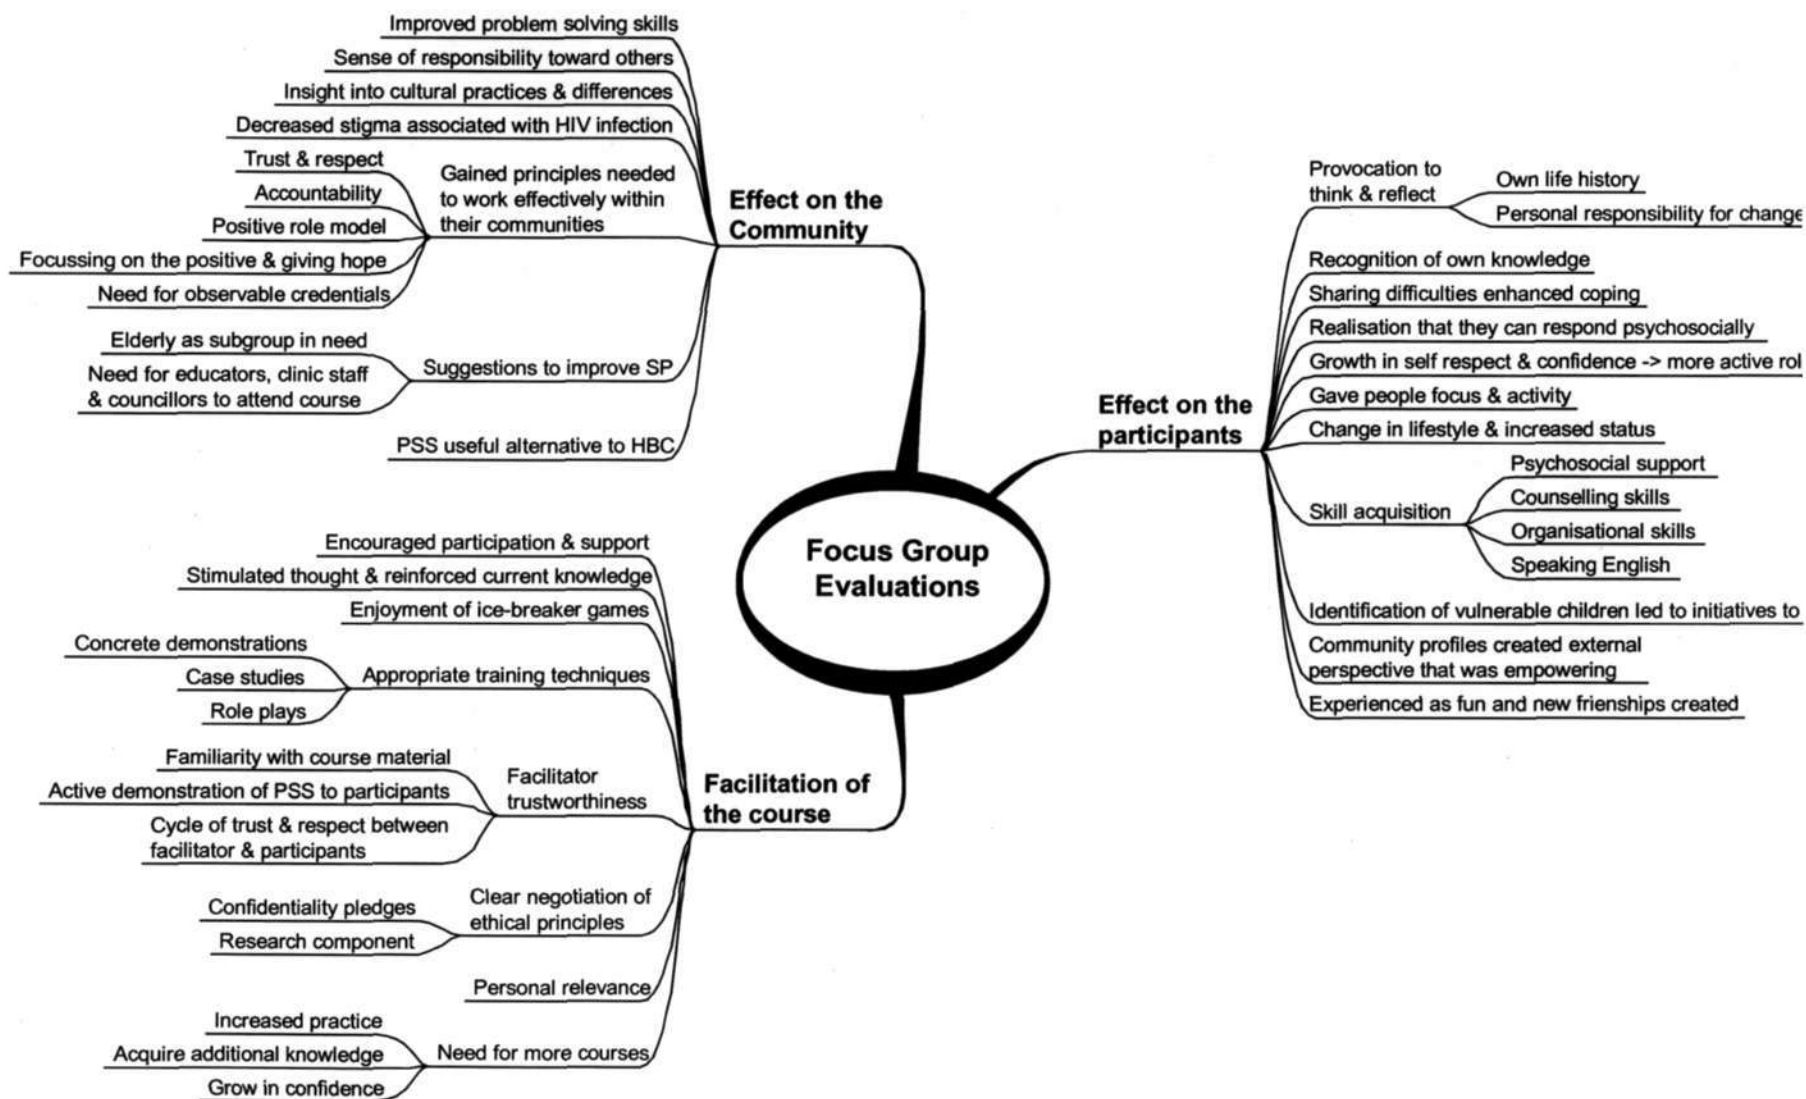 Focus Group
Evaluations
Effect on the
Community
Improved problem solving skills
Sense of responsibility toward others
Insight into cultural practices & differences
Decreased stigma associated with HIV infection
Gained principles needed
to work effectively within
their communities
Trust & respect
Accountability
Positive role model
Focussing on the positive & giving hope
Need for observable credentials
Suggestions to improve SP
Elderly as subgroup in need
Need for educators, clinic staff
& councillors to attend course
PSS useful alternative to HBC
Effect on the
participants
Provocation to
think & reflect
Own life history
Personal responsibility for change
Recognition of own knowledge
Sharing difficulties enhanced coping
Realisation that they can respond psychosocially
Growth in self respect & confidence -> more active rol
Gave people focus & activity
Change in lifestyle & increased status
Skill acquisition
Psychosocial support
Counselling skills
Organisational skills
Speaking English
Identification of vulnerable children led to initiatives to
Community profiles created external
perspective that was empowering
Experienced as fun and new frienships created
Facilitation of
the course
Encouraged participation & support
Stimulated thought & reinforced current knowledge
Enjoyment of ice-breaker games
Appropriate training techniques
Concrete demonstrations
Case studies
Role plays
Facilitator
trustworthiness
Familiarity with course material
Active demonstration of PSS to participants
Cycle of trust & respect between
facilitator & participants
Clear negotiation of
ethical principles
Confidentiality pledges
Research component
Personal relevance
Need for more courses
Increased practice
Acquire additional knowledge
Grow in confidence